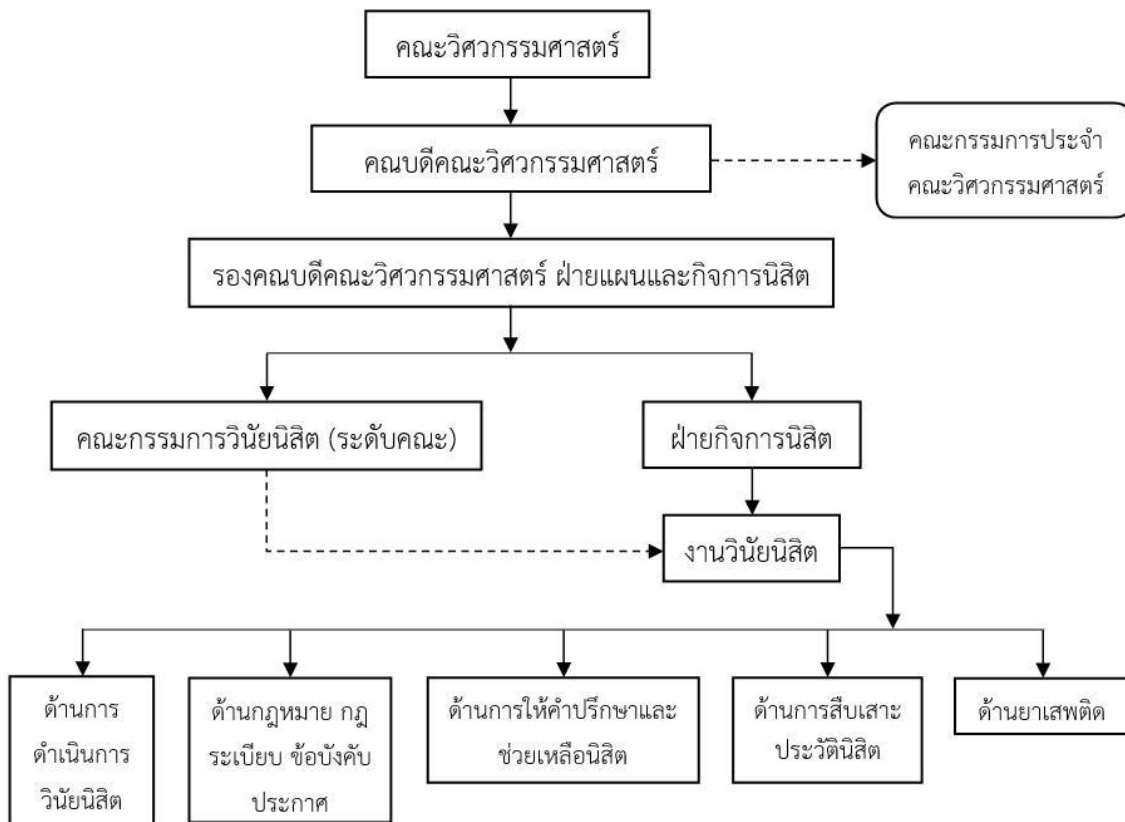 คณะวิศวกรรมศาสตร์
คณบดีคณะวิศวกรรมศาสตร์
คณะกรรมการประจำ
คณะวิศวกรรมศาสตร์
รองคณบดีคณะวิศวกรรมศาสตร์ ฝ่ายแผนและกิจการนิสิต
คณะกรรมการวินัยนิสิต (ระดับคณะ)
ฝ่ายกิจการนิสิต
งานวินัยนิสิต
ด้านการ
ดำเนินการ
วินัยนิสิต
ด้านกฎหมาย กฎ
ระเบียบ ข้อบังคับ
ประกาศ
ด้านการให้คำปรึกษาและ
ช่วยเหลือนิสิต
ด้านการสืบเสาะ
ประวัตินิสิต
ด้านยาเสพติด